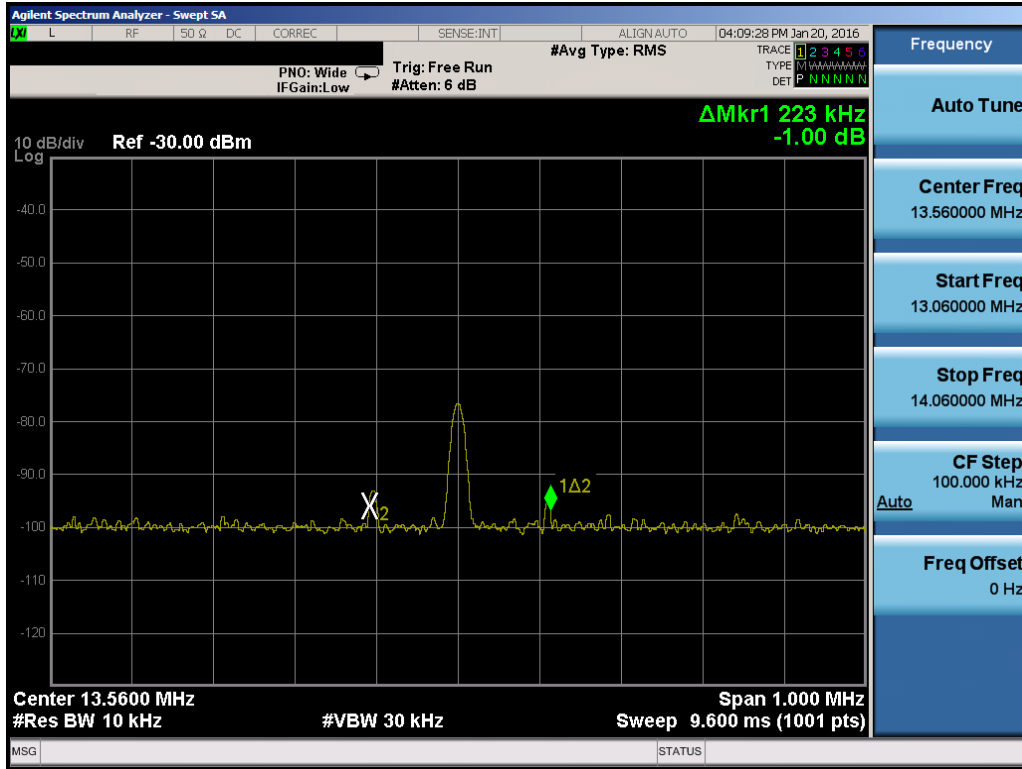 Agilent Spectrum Analyzer - Swept SA
LXI L RF 50 Ω DC CORREC SENSE:INT ALIGN AUTO 04:09:28 PM Jan 20, 2016
#Avg Type: RMS
TRACE 1 2 3 4 5 6
PNO: Wide
Trig: Free Run
TYPE M WWWWW
IFGain:Low
#Atten: 6 dB
DET P N N N N N
ΔMkr1 223 kHz
-1.00 dB
10 dB/div Ref -30.00 dBm
Log
-40.0
-50.0
-60.0
-70.0
-80.0
-90.0
1Δ2
X2
-100
-110
-120
Center 13.5600 MHz Span 1.000 MHz
#Res BW 10 kHz #VBW 30 kHz Sweep 9.600 ms (1001 pts)
MSG STATUS
Frequency
Auto Tune
Center Freq
13.560000 MHz
Start Freq
13.060000 MHz
Stop Freq
14.060000 MHz
CF Step
100.000 kHz
Auto Man
Freq Offset
0 Hz